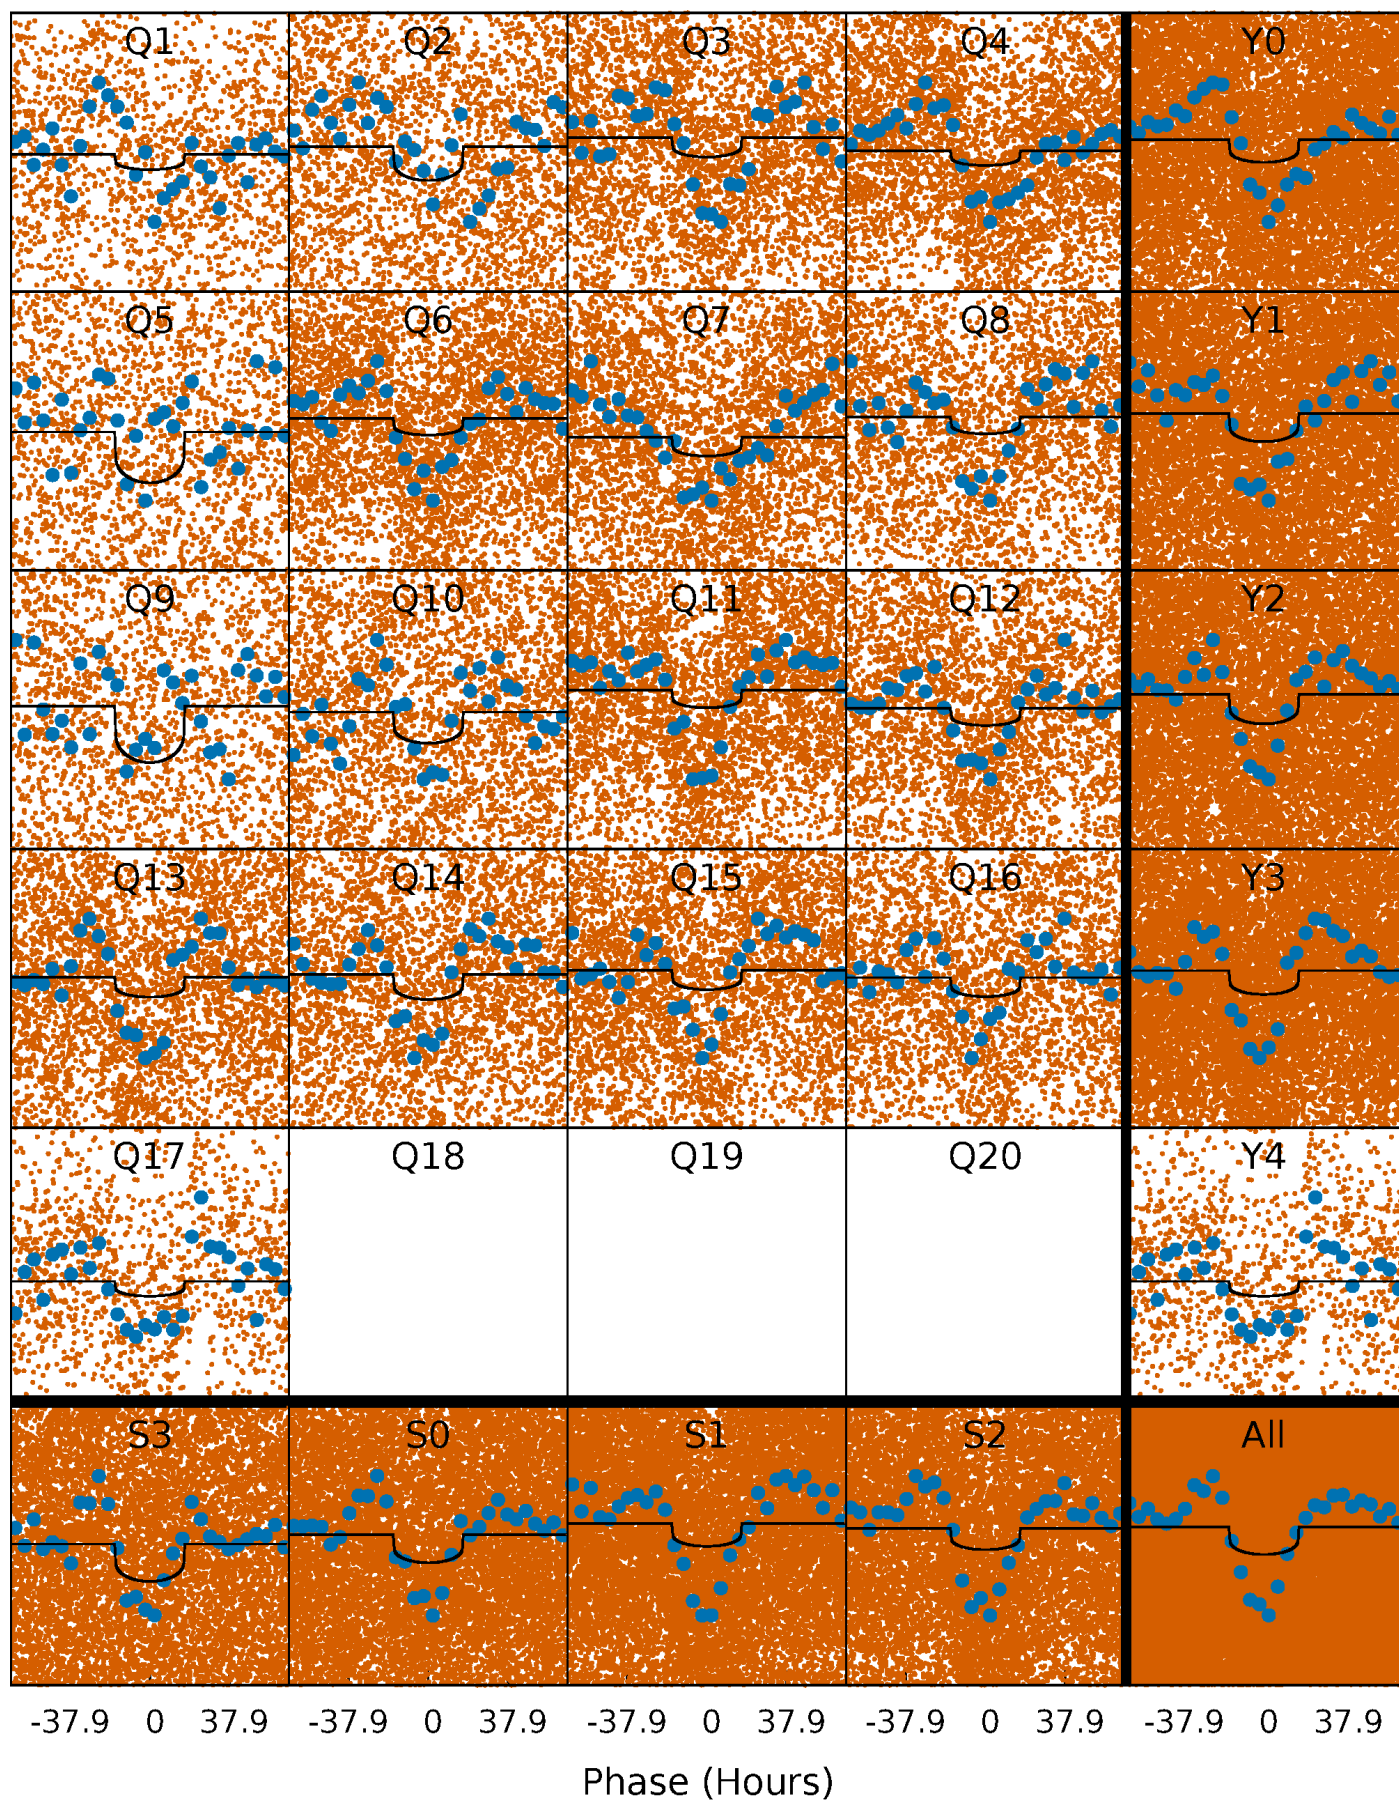 Q1 Q2 Q3 Q4 Y0
Q5 Q6 Q7 Q8 Y1
Q9 Q10 Q11 Q12 Y2
Q13 Q14 Q15 Q16 Y3
Q17 Q18 Q19 Q20 Y4
S3 S0 S1 S2 All
-37.9 0 37.9 -37.9 0 37.9 -37.9 0 37.9 -37.9 0 37.9 -37.9 0 37.9
Phase (Hours)